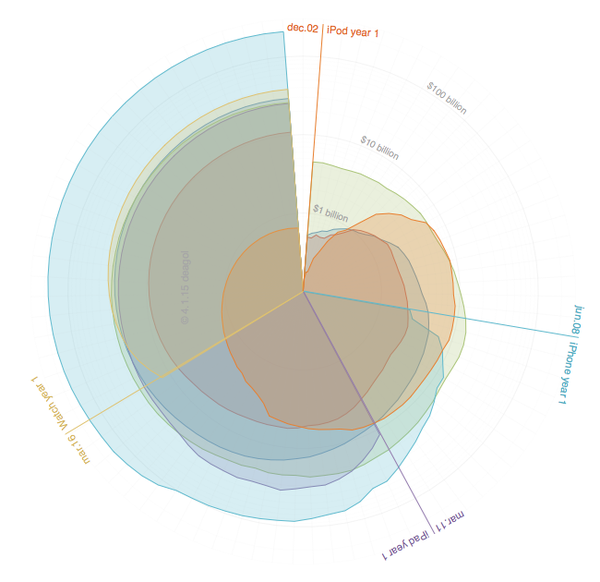 dec.02 | iPod year 1
$100 billion
$10 billion
$1 billion
© 4.1.15 deagol
jun.08 | iPhone year 1
mar.16 | Watch year 1
mar.11 | iPad year 1